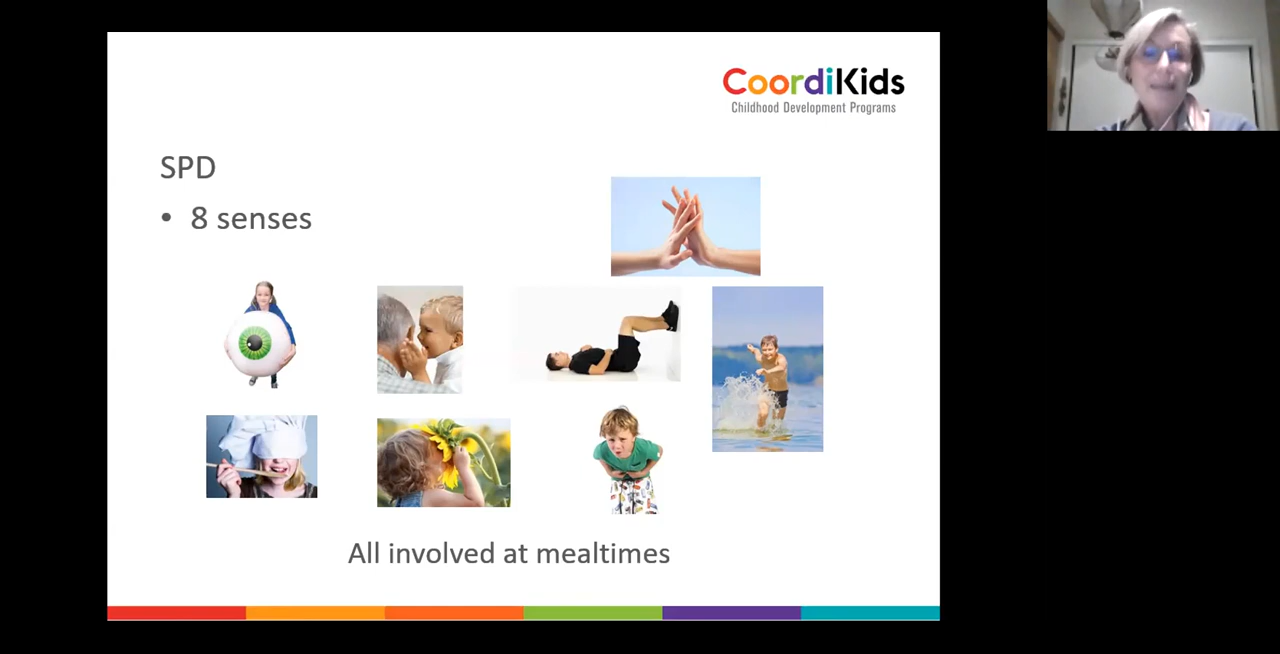 CoordiKids
Childhood Development Programs
SPD
• 8 senses
All involved at mealtimes